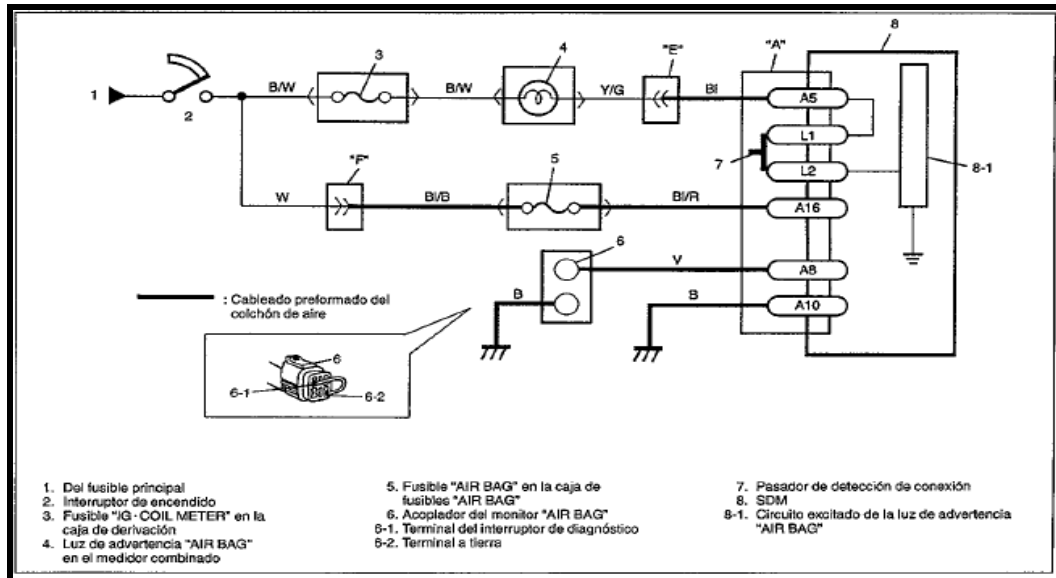 8
3
4
"E"
"A"
1
2
B/W
B/W
Y/G
Bl
A5
L1
7
L2
8-1
"F"
5
W
Bl/B
Bl/R
A16
6
V
A8
B
B
A10
: Cableado preformado del
colchón de aire
6
6-1
6-2
1. Del fusible principal
2. Interruptor de encendido
3. Fusible "IG·COIL METER" en la
caja de derivación
4. Luz de advertencia "AIR BAG"
en el medidor combinado
5. Fusible "AIR BAG" en la caja de
fusibles "AIR BAG"
6. Acoplador del monitor "AIR BAG"
6-1. Terminal del interruptor de diagnóstico
6-2. Terminal a tierra
7. Pasador de detección de conexión
8. SDM
8-1. Circuito excitado de la luz de advertencia
"AIR BAG"